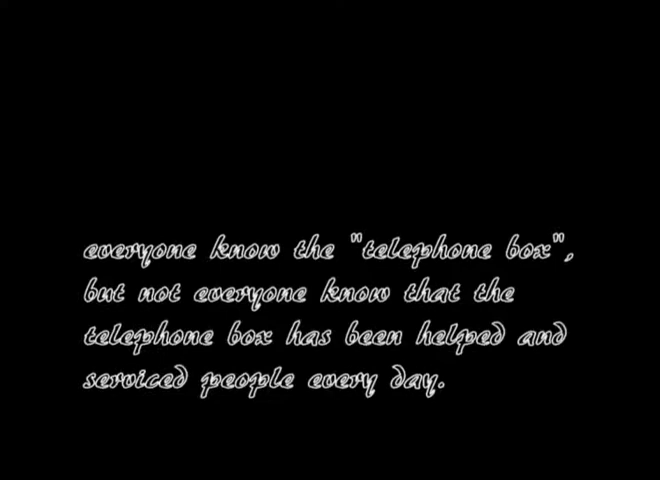 everyone know the "telephone box",
but not everyone know that the
telephone box has been helped and
serviced people every day.